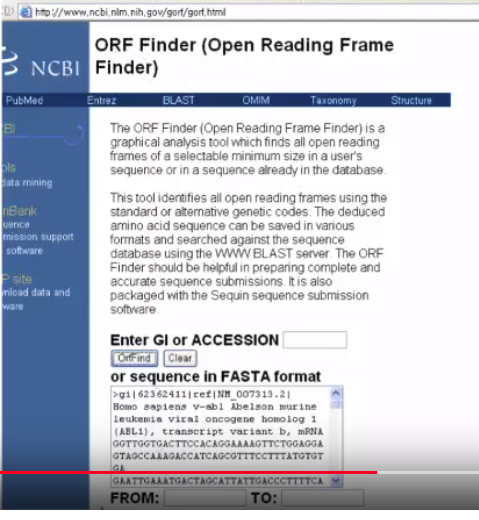 http://www.ncbi.nlm.nih.gov/gorf/gorf.html
ORF Finder (Open Reading Frame
Finder)
NCBI
PubMed Entrez BLAST OMIM Taxonomy Structure
The ORF Finder (Open Reading Frame Finder) is a
graphical analysis tool which finds all open reading
frames of a selectable minimum size in a user's
sequence or in a sequence already in the database.
This tool identifies all open reading frames using the
standard or alternative genetic codes. The deduced
amino acid sequence can be saved in various
formats and searched against the sequence
database using the WWW BLAST server. The ORF
Finder should be helpful in preparing complete and
accurate sequence submissions. It is also
packaged with the Sequin sequence submission
software.
data mining
mission support
software
P site
nload data and
ware
Enter GI or ACCESSION
OrfFind Clear
or sequence in FASTA format
>gi|62362411|ref|NM_007313.2|
Homo sapiens v-abl Abelson murine
leukemia viral oncogene homolog 1
(ABL1), transcript variant b, mRNA
GGTTGGTGACTTCCACAGGAAAAGTTCTGGAGGA
GTAGCCAAAGACCATCAGCGTTTCCTTTATGTGT
GA
GAATTGAAATGACTAGCATTATTGACCCTTTTCA
FROM: TO: